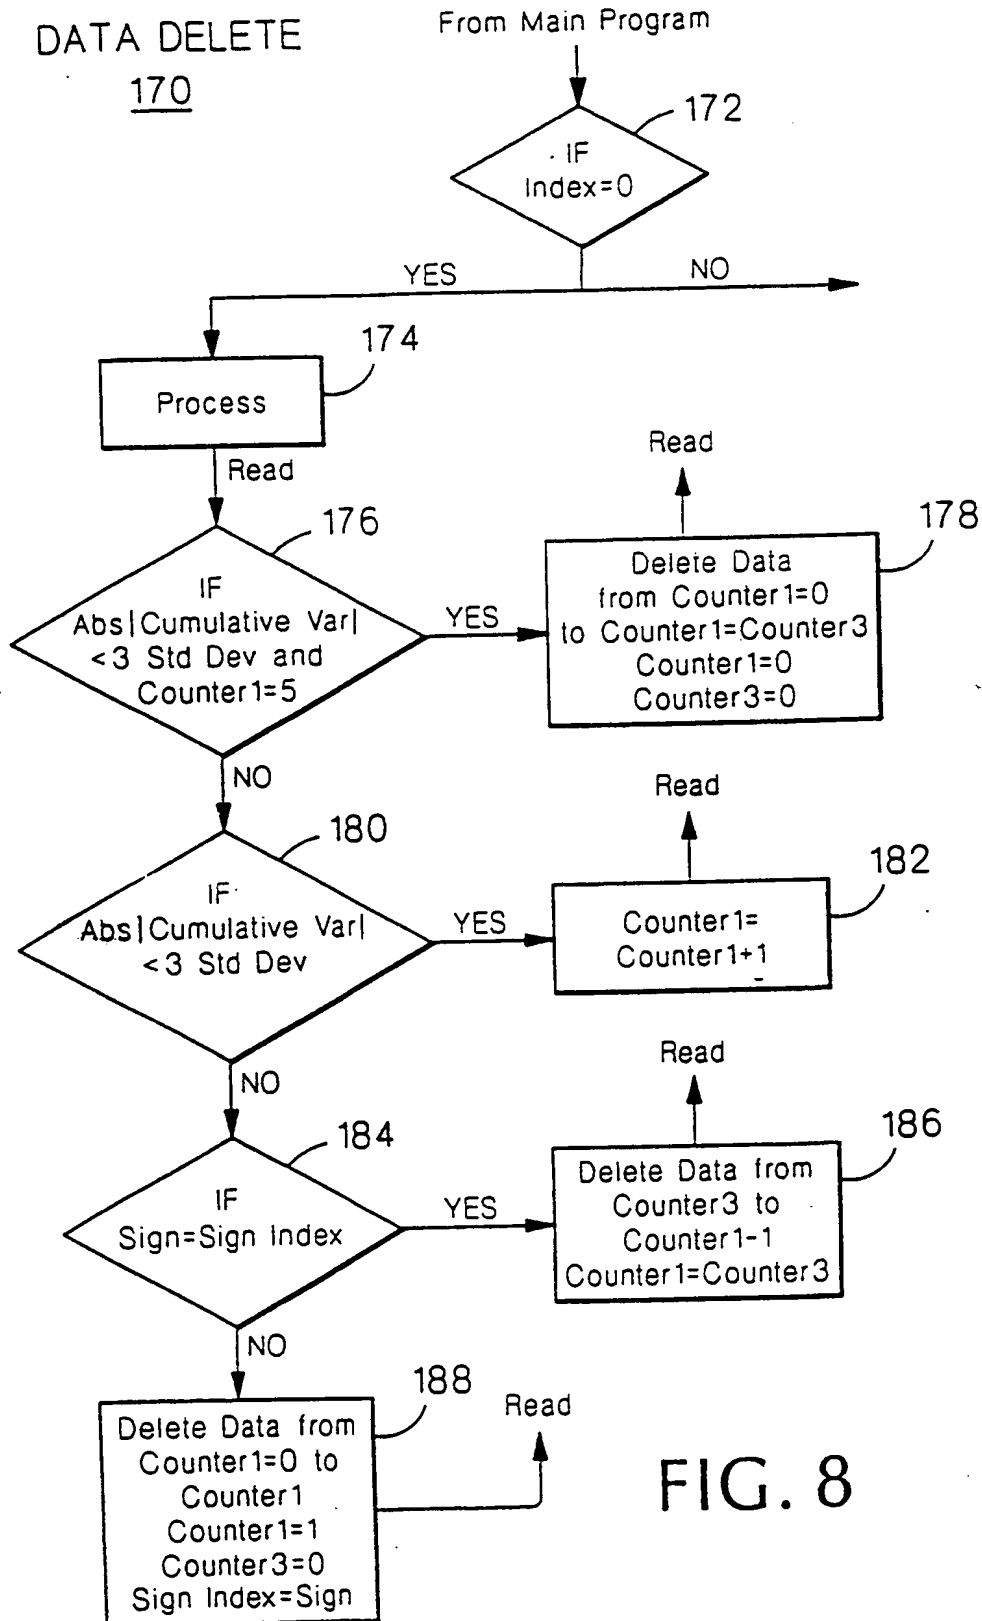 DATA DELETE
170
From Main Program
172
IF
Index=0
YES
NO
174
Process
Read
176
IF
Abs|Cumulative Var|
<3 Std Dev and
Counter1=5
YES
Read
178
Delete Data
from Counter1=0
to Counter1=Counter3
Counter1=0
Counter3=0
NO
180
IF
Abs|Cumulative Var|
<3 Std Dev
YES
Read
182
Counter1=
Counter1+1
NO
184
IF
Sign=Sign Index
YES
Read
186
Delete Data from
Counter3 to
Counter1-1
Counter1=Counter3
NO
188
Delete Data from
Counter1=0 to
Counter1
Counter1=1
Counter3=0
Sign Index=Sign
Read
FIG. 8